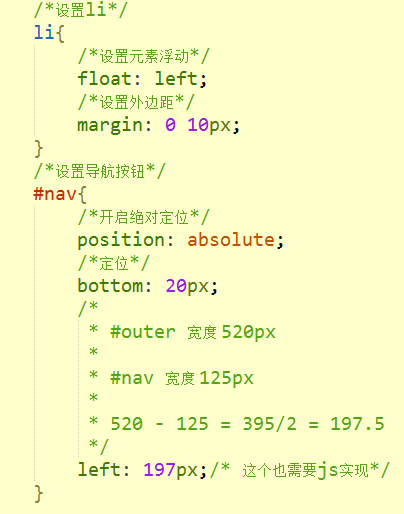 /*设置li*/
li{
/*设置元素浮动*/
float: left;
/*设置外边距*/
margin: 0 10px;
}
/*设置导航按钮*/
#nav{
/*开启绝对定位*/
position: absolute;
/*定位*/
bottom: 20px;
/*
* #outer 宽度 520px
*
* #nav 宽度 125px
*
* 520 - 125 = 395/2 = 197.5
*/
left: 197px;/* 这个也需要js实现*/
}